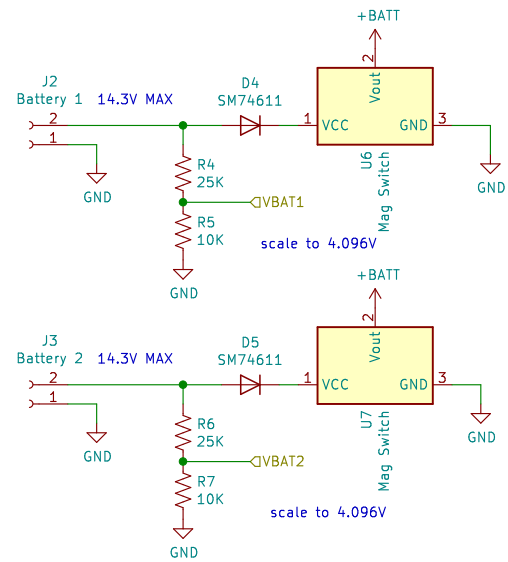 +BATT
J2
Battery 1 14.3V MAX
D4
SM74611
2
1
2
Vout
1 VCC
GND 3
U6
Mag Switch
R4
25K
VBAT1
R5
10K
GND
GND
GND
scale to 4.096V
+BATT
J3
Battery 2 14.3V MAX
D5
SM74611
2
1
2
Vout
1 VCC
GND 3
U7
Mag Switch
R6
25K
VBAT2
R7
10K
GND
GND
GND
scale to 4.096V